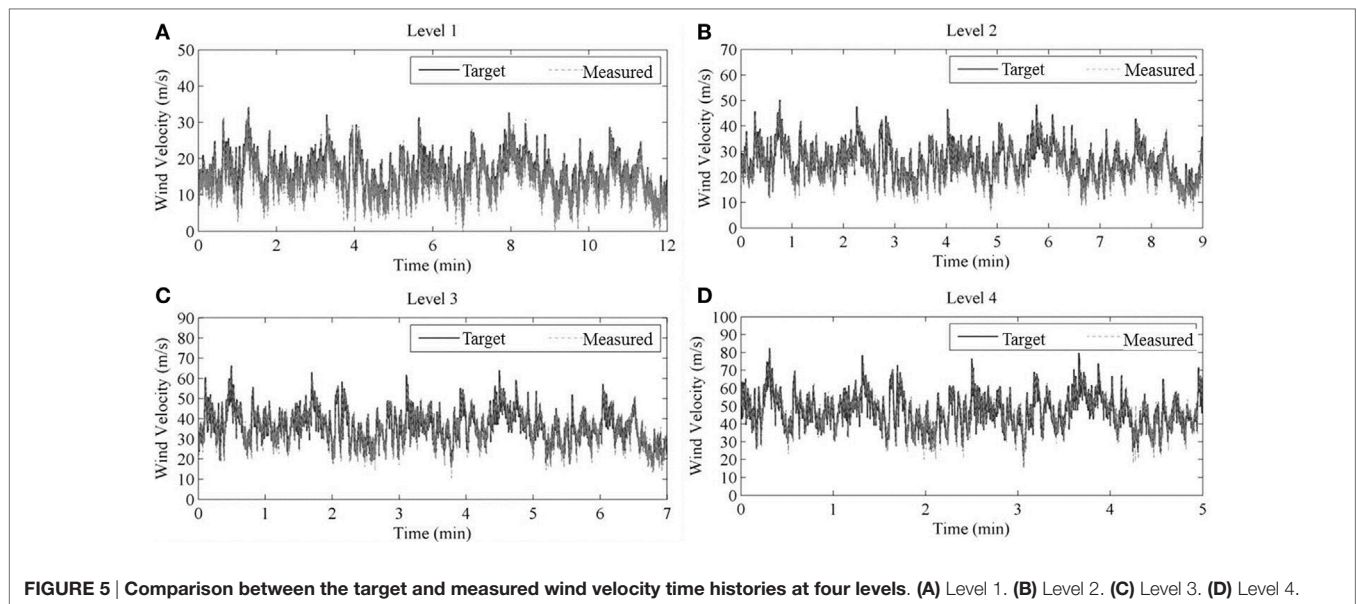 A
Level 1
50
40
30
20
10
0
Wind Velocity (m/s)
Target
Measured
0 2 4 6 8 10 12
Time (min)
B
Level 2
70
60
50
40
30
20
10
0
Wind Velocity (m/s)
Target
Measured
0 1 2 3 4 5 6 7 8 9
Time (min)
C
Level 3
90
80
70
60
50
40
30
20
10
0
Wind Velocity (m/s)
Target
Measured
0 1 2 3 4 5 6 7
Time (min)
D
Level 4
100
90
80
70
60
50
40
30
20
10
0
Wind Velocity (m/s)
Target
Measured
0 1 2 3 4 5
Time (min)
FIGURE 5 | Comparison between the target and measured wind velocity time histories at four levels. (A) Level 1. (B) Level 2. (C) Level 3. (D) Level 4.